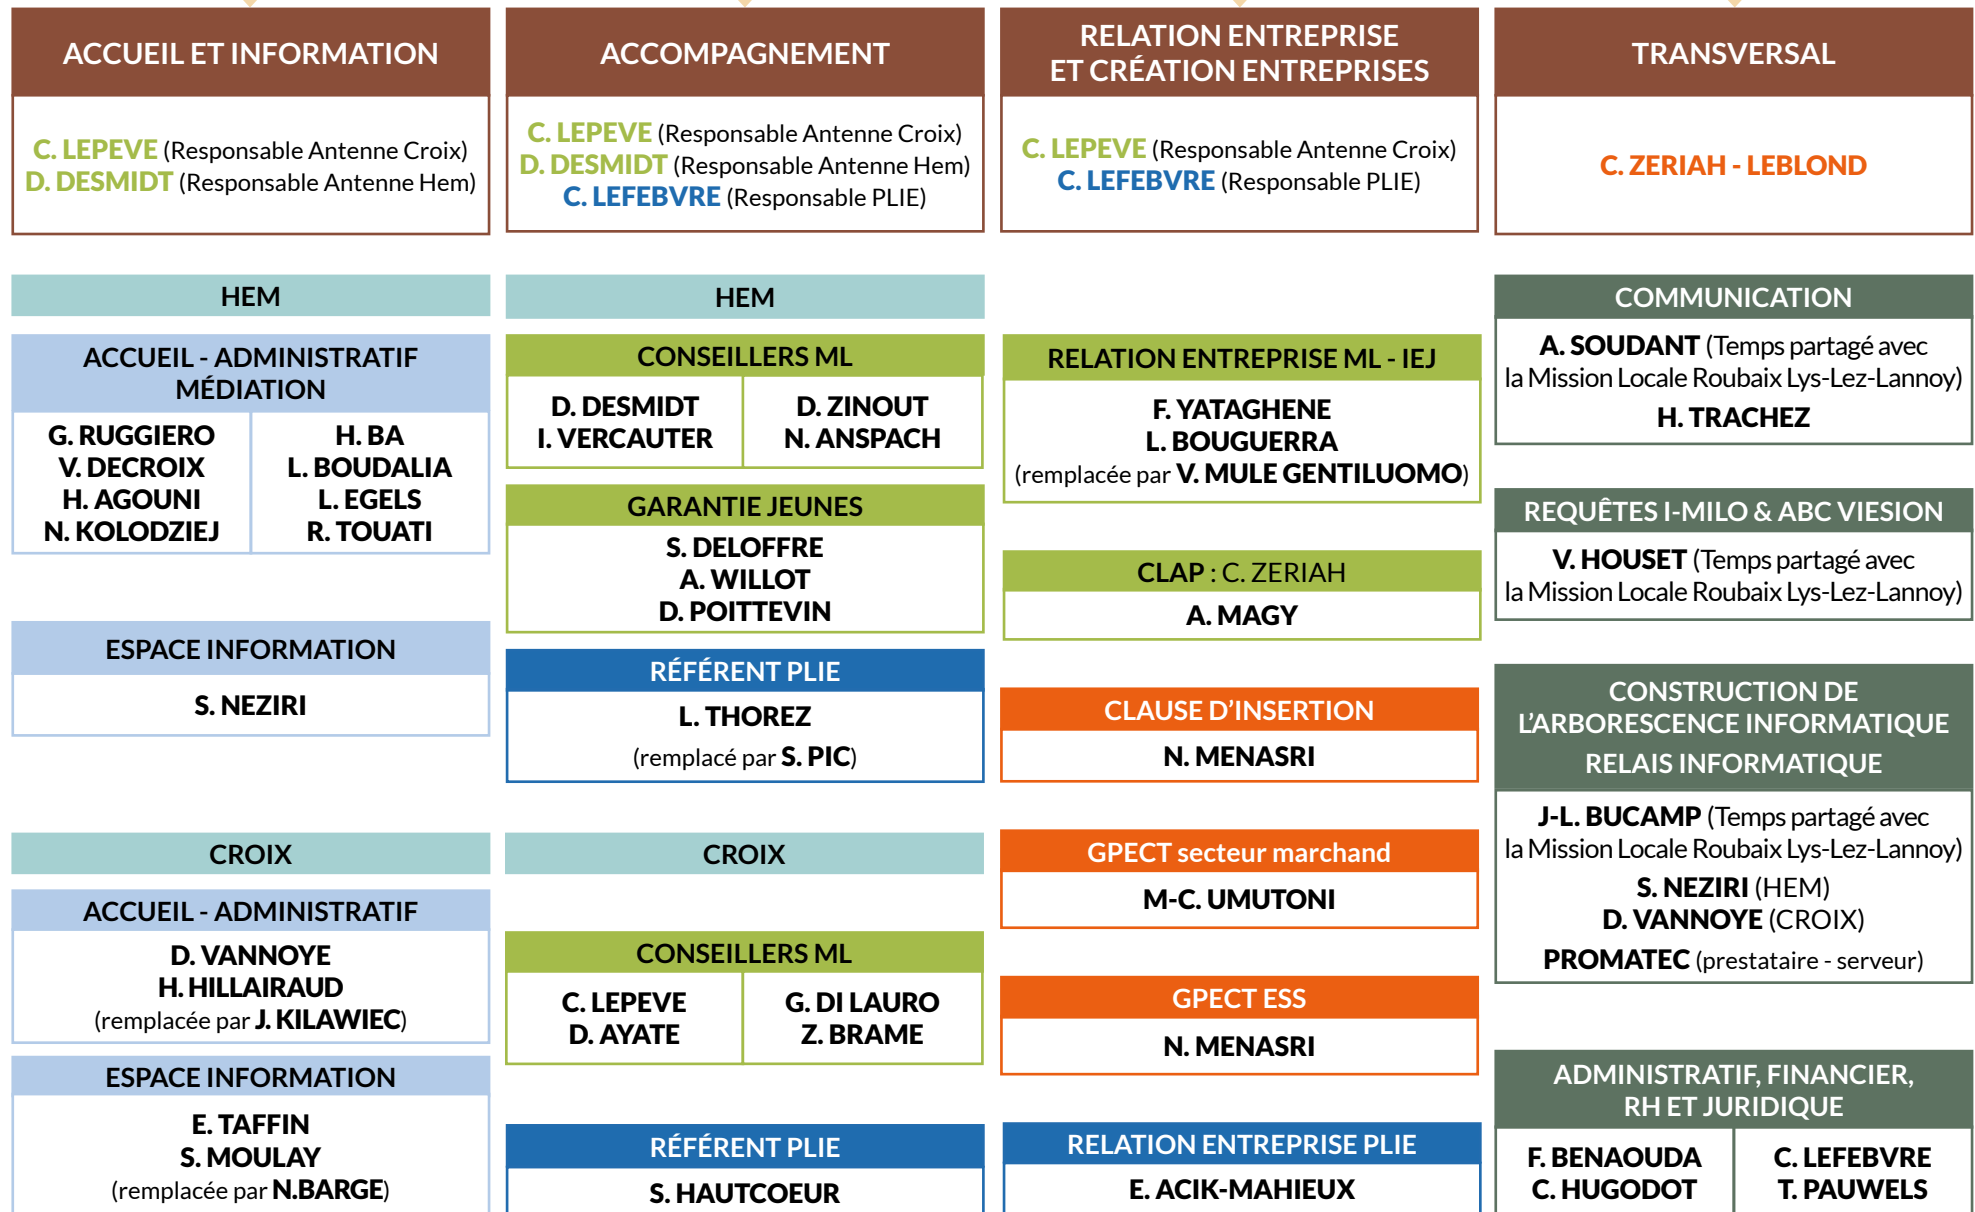 ACCUEIL ET INFORMATION
C. LEPEVE (Responsable Antenne Croix)
D. DESMIDT (Responsable Antenne Hem)
HEM
ACCUEIL - ADMINISTRATIF
MÉDIATION
G. RUGGIERO
V. DECROIX
H. AGOUNI
N. KOLODZIEJ
H. BA
L. BOUDALIA
L. EGELS
R. TOUATI
ESPACE INFORMATION
S. NEZIRI
CROIX
ACCUEIL - ADMINISTRATIF
D. VANNOYE
H. HILLAIRAUD
(remplacée par J. KILAWIEC)
ESPACE INFORMATION
E. TAFFIN
S. MOULAY
(remplacée par N.BARGE)
ACCOMPAGNEMENT
C. LEPEVE (Responsable Antenne Croix)
D. DESMIDT (Responsable Antenne Hem)
C. LEFEBVRE (Responsable PLIE)
HEM
CONSEILLERS ML
D. DESMIDT
I. VERCAUTER
D. ZINOUT
N. ANSPACH
GARANTIE JEUNES
S. DELOFFRE
A. WILLOT
D. POITTEVIN
RÉFÉRENT PLIE
L. THOREZ
(remplacé par S. PIC)
CROIX
CONSEILLERS ML
C. LEPEVE
D. AYATE
G. DI LAURO
Z. BRAME
RÉFÉRENT PLIE
S. HAUTCOEUR
RELATION ENTREPRISE
ET CRÉATION ENTREPRISES
C. LEPEVE (Responsable Antenne Croix)
C. LEFEBVRE (Responsable PLIE)
RELATION ENTREPRISE ML - IEJ
F. YATAGHENE
L. BOUGUERRA
(remplacée par V. MULE GENTILUOMO)
CLAP : C. ZERIAH
A. MAGY
CLAUSE D'INSERTION
N. MENASRI
GPECT secteur marchand
M-C. UMUTONI
GPECT ESS
N. MENASRI
RELATION ENTREPRISE PLIE
E. ACIK-MAHIEUX
TRANSVERSAL
C. ZERIAH - LEBLOND
COMMUNICATION
A. SOUDANT (Temps partagé avec
la Mission Locale Roubaix Lys-Lez-Lannoy)
H. TRACHEZ
REQUÊTES I-MILO & ABC VIESION
V. HOUSET (Temps partagé avec
la Mission Locale Roubaix Lys-Lez-Lannoy)
CONSTRUCTION DE
L'ARBORESCENCE INFORMATIQUE
RELAIS INFORMATIQUE
J-L. BUCAMP (Temps partagé avec
la Mission Locale Roubaix Lys-Lez-Lannoy)
S. NEZIRI (HEM)
D. VANNOYE (CROIX)
PROMATEC (prestataire - serveur)
ADMINISTRATIF, FINANCIER,
RH ET JURIDIQUE
F. BENAOUDA
C. HUGODOT
C. LEFEBVRE
T. PAUWELS